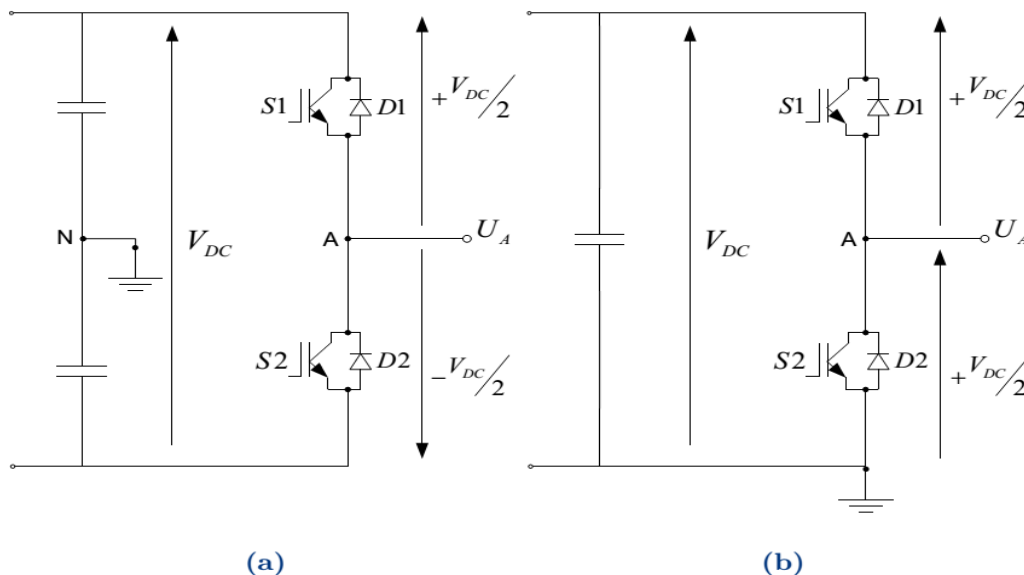 S1
D1
+V_DC/2
N
V_DC
A
U_A
S2
D2
−V_DC/2
(a)
S1
D1
+V_DC/2
V_DC
A
U_A
S2
D2
+V_DC/2
(b)